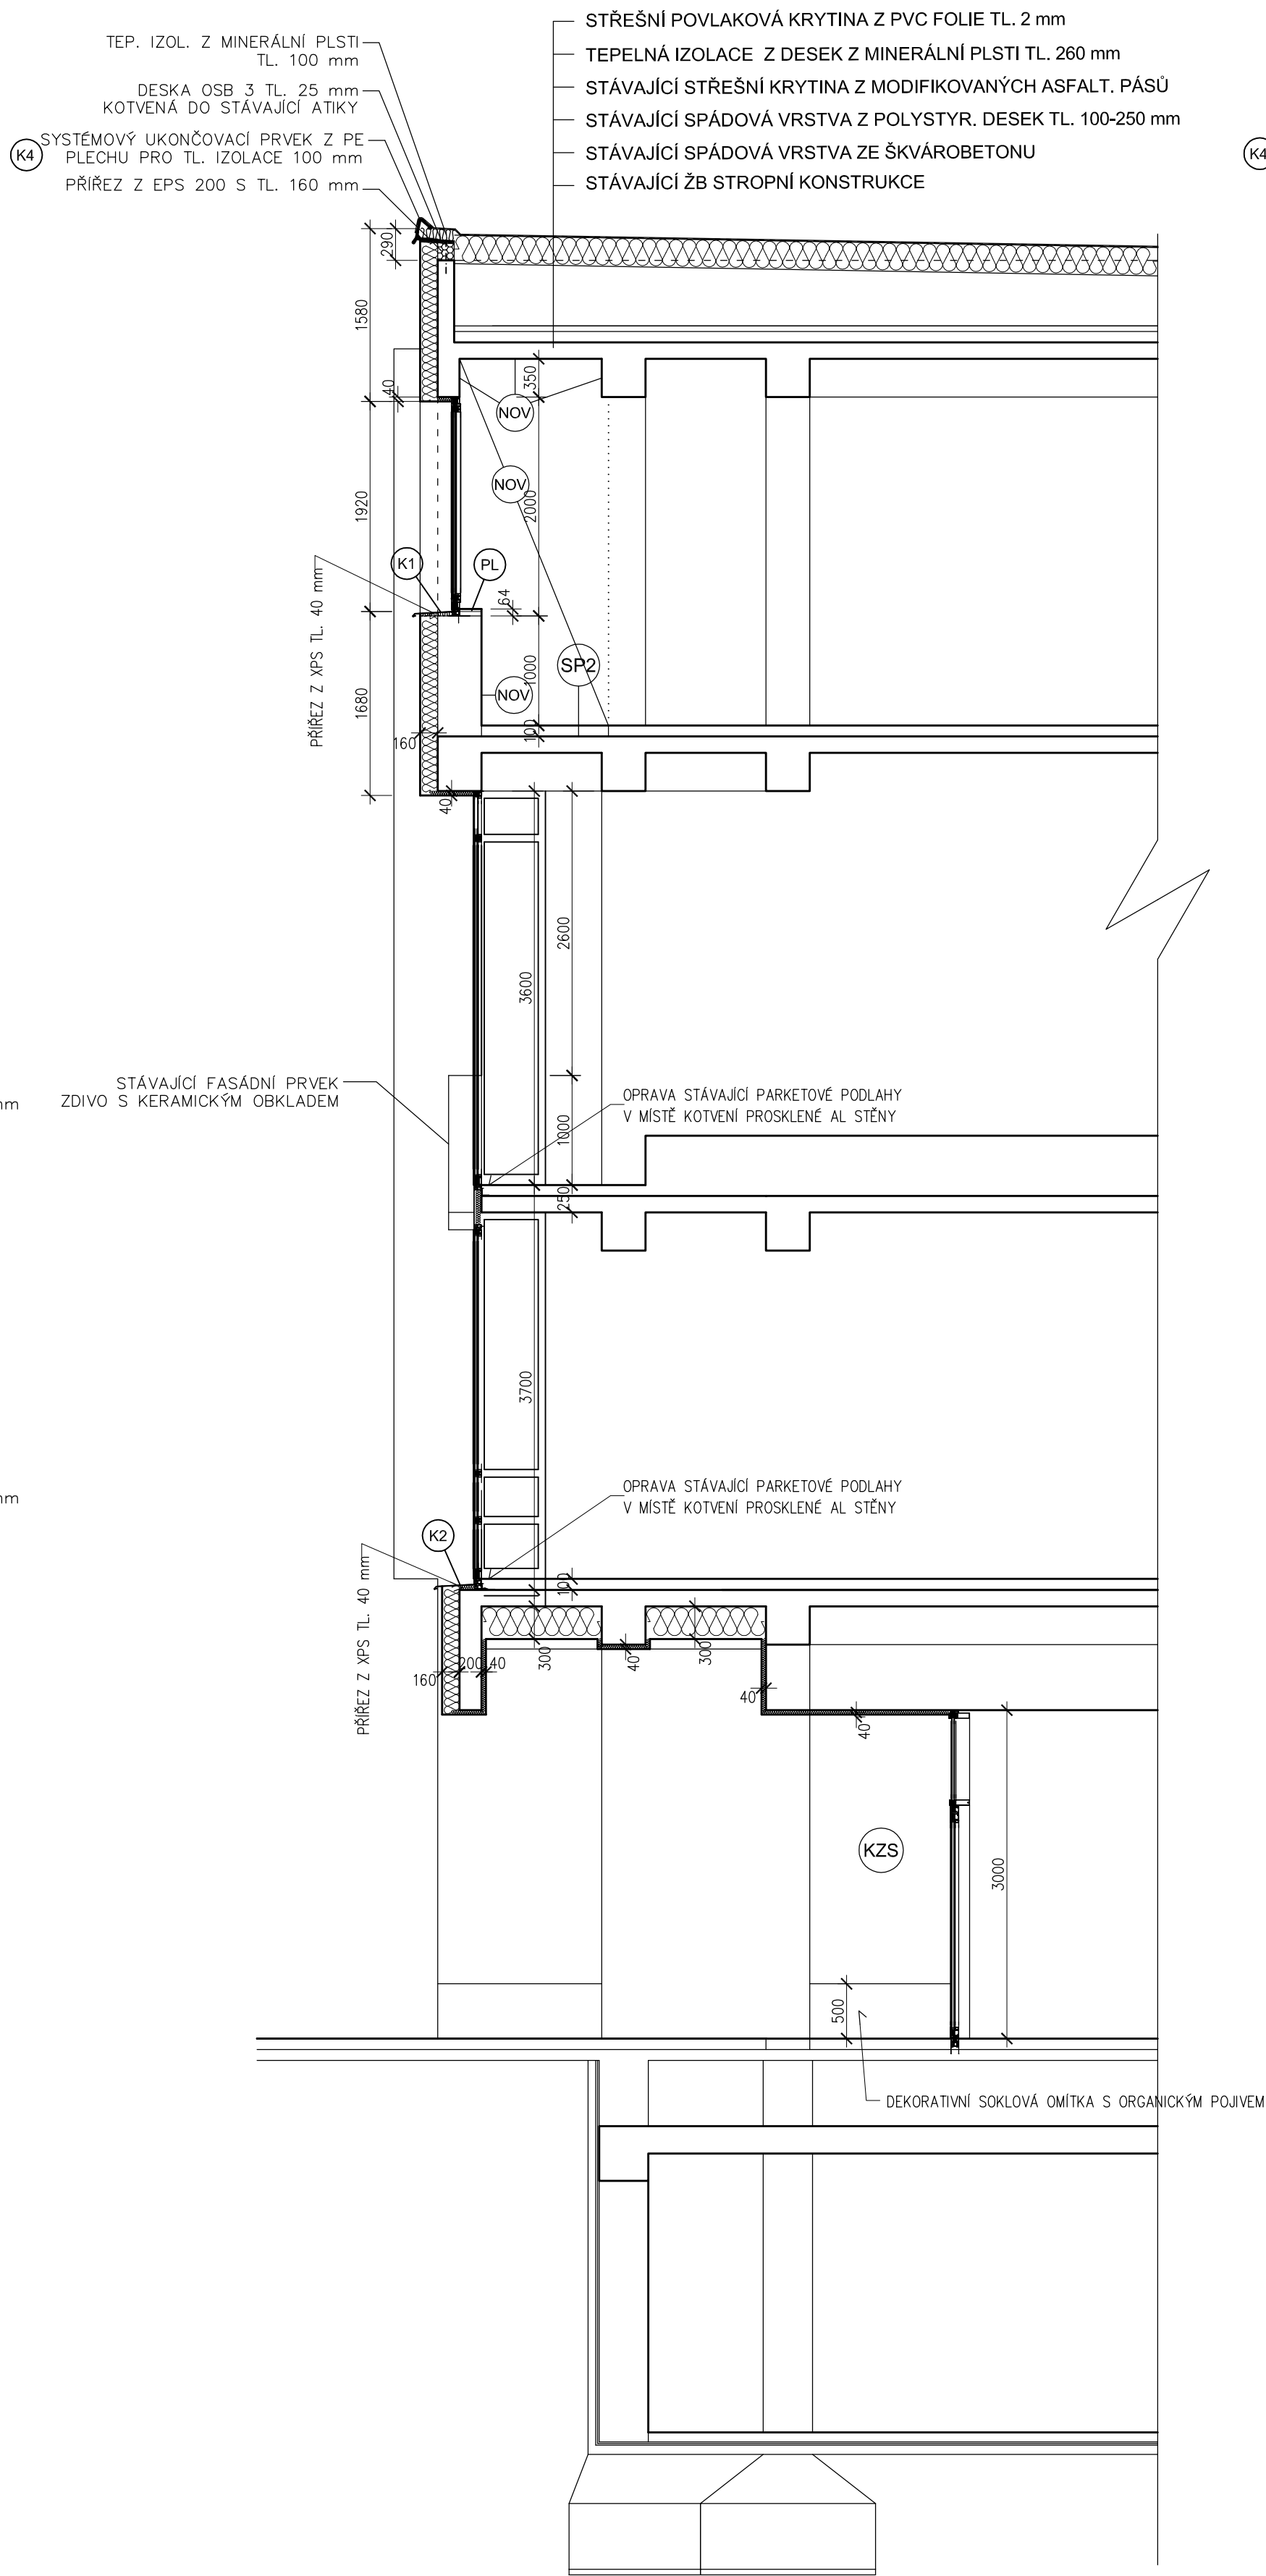 TEP. IZOL. Z MINERÁLNÍ PLSTI
TL. 100 mm
DESKA OSB 3 TL. 25 mm
KOTVENÁ DO STÁVAJÍCÍ ATIKY
K4
SYSTÉMOVÝ UKONČOVACÍ PRVEK Z PE
PLECHU PRO TL. IZOLACE 100 mm
PŘÍŘEZ Z EPS 200 S TL. 160 mm
STŘEŠNÍ POVLAKOVÁ KRYTINA Z PVC FOLIE TL. 2 mm
TEPELNÁ IZOLACE Z DESEK Z MINERÁLNÍ PLSTI TL. 260 mm
STÁVAJÍCÍ STŘEŠNÍ KRYTINA Z MODIFIKOVANÝCH ASFALT. PÁSŮ
STÁVAJÍCÍ SPÁDOVÁ VRSTVA Z POLYSTYR. DESEK TL. 100-250 mm
STÁVAJÍCÍ SPÁDOVÁ VRSTVA ZE ŠKVÁROBETONU
STÁVAJÍCÍ ŽB STROPNÍ KONSTRUKCE
K4
290
1580
40
350
NOV
NOV
1920
2000
K1
PL
64
PŘÍŘEZ Z XPS TL. 40 mm
SP2
1000
NOV
1680
100
160
40
2600
3600
STÁVAJÍCÍ FASÁDNÍ PRVEK
ZDIVO S KERAMICKÝM OBKLADEM
mm
OPRAVA STÁVAJÍCÍ PARKETOVÉ PODLAHY
V MÍSTĚ KOTVENÍ PROSKLENÉ AL STĚNY
1000
250
3700
OPRAVA STÁVAJÍCÍ PARKETOVÉ PODLAHY
V MÍSTĚ KOTVENÍ PROSKLENÉ AL STĚNY
mm
K2
PŘÍŘEZ Z XPS TL. 40 mm
100
300
40
300
160
200
40
40
40
KZS
3000
500
DEKORATIVNÍ SOKLOVÁ OMÍTKA S ORGANICKÝM POJIVEM